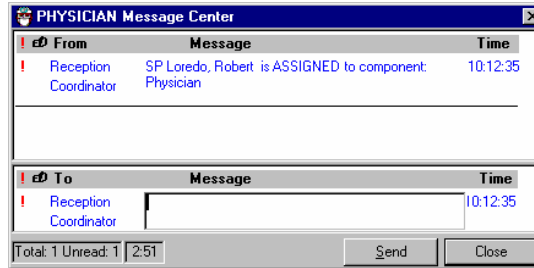 PHYSICIAN Message Center
! From Message Time
! Reception SP Loredo, Robert is ASSIGNED to component: 10:12:35
Coordinator Physician
! To Message Time
! Reception 10:12:35
Coordinator
Total: 1 Unread: 1 2:51 Send Close